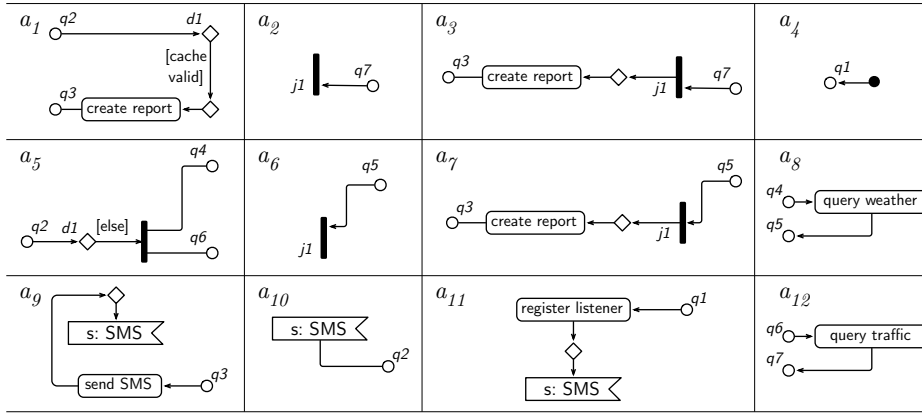 a1 q2 d1 [cache valid] q3 create report
a2 j1 q7
a3 q3 create report j1 q7
a4 q1
a5 q2 d1 [else] q4 q6
a6 j1 q5
a7 q3 create report j1 q5
a8 q4 query weather q5
a9 s: SMS send SMS q3
a10 s: SMS q2
a11 register listener q1 s: SMS
a12 q6 query traffic q7